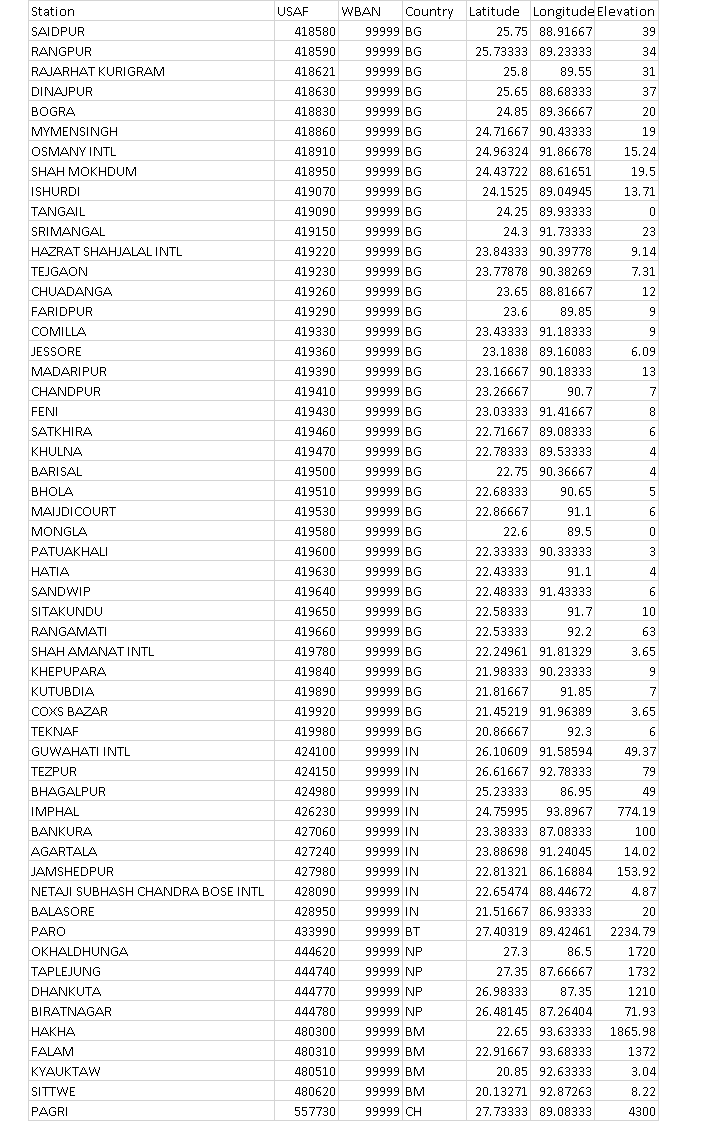 Station USAF WBAN Country Latitude Longitude Elevation
SAIDPUR 418580 99999 BG 25.75 88.91667 39
RANGPUR 418590 99999 BG 25.73333 89.23333 34
RAJARHAT KURIGRAM 418621 99999 BG 25.8 89.55 31
DINAJPUR 418630 99999 BG 25.65 88.68333 37
BOGRA 418830 99999 BG 24.85 89.36667 20
MYMENSINGH 418860 99999 BG 24.71667 90.43333 19
OSMANY INTL 418910 99999 BG 24.96324 91.86678 15.24
SHAH MOKHDUM 418950 99999 BG 24.43722 88.61651 19.5
ISHURDI 419070 99999 BG 24.1525 89.04945 13.71
TANGAIL 419090 99999 BG 24.25 89.93333 0
SRIMANGAL 419150 99999 BG 24.3 91.73333 23
HAZRAT SHAHJALAL INTL 419220 99999 BG 23.84333 90.39778 9.14
TEJGAON 419230 99999 BG 23.77878 90.38269 7.31
CHUADANGA 419260 99999 BG 23.65 88.81667 12
FARIDPUR 419290 99999 BG 23.6 89.85 9
COMILLA 419330 99999 BG 23.43333 91.18333 9
JESSORE 419360 99999 BG 23.1838 89.16083 6.09
MADARIPUR 419390 99999 BG 23.16667 90.18333 13
CHANDPUR 419410 99999 BG 23.26667 90.7 7
FENI 419430 99999 BG 23.03333 91.41667 8
SATKHIRA 419460 99999 BG 22.71667 89.08333 6
KHULNA 419470 99999 BG 22.78333 89.53333 4
BARISAL 419500 99999 BG 22.75 90.36667 4
BHOLA 419510 99999 BG 22.68333 90.65 5
MAIJDICOURT 419530 99999 BG 22.86667 91.1 6
MONGLA 419580 99999 BG 22.6 89.5 0
PATUAKHALI 419600 99999 BG 22.33333 90.33333 3
HATIA 419630 99999 BG 22.43333 91.1 4
SANDWIP 419640 99999 BG 22.48333 91.43333 6
SITAKUNDU 419650 99999 BG 22.58333 91.7 10
RANGAMATI 419660 99999 BG 22.53333 92.2 63
SHAH AMANAT INTL 419780 99999 BG 22.24961 91.81329 3.65
KHEPUPARA 419840 99999 BG 21.98333 90.23333 9
KUTUBDIA 419890 99999 BG 21.81667 91.85 7
COXS BAZAR 419920 99999 BG 21.45219 91.96389 3.65
TEKNAF 419980 99999 BG 20.86667 92.3 6
GUWAHATI INTL 424100 99999 IN 26.10609 91.58594 49.37
TEZPUR 424150 99999 IN 26.61667 92.78333 79
BHAGALPUR 424980 99999 IN 25.23333 86.95 49
IMPHAL 426230 99999 IN 24.75995 93.8967 774.19
BANKURA 427060 99999 IN 23.38333 87.08333 100
AGARTALA 427240 99999 IN 23.88698 91.24045 14.02
JAMSHEDPUR 427980 99999 IN 22.81321 86.16884 153.92
NETAJI SUBHASH CHANDRA BOSE INTL 428090 99999 IN 22.65474 88.44672 4.87
BALASORE 428950 99999 IN 21.51667 86.93333 20
PARO 433990 99999 BT 27.40319 89.42461 2234.79
OKHALDHUNGA 444620 99999 NP 27.3 86.5 1720
TAPLEJUNG 444740 99999 NP 27.35 87.66667 1732
DHANKUTA 444770 99999 NP 26.98333 87.35 1210
BIRATNAGAR 444780 99999 NP 26.48145 87.26404 71.93
HAKHA 480300 99999 BM 22.65 93.63333 1865.98
FALAM 480310 99999 BM 22.91667 93.68333 1372
KYAUKTAW 480510 99999 BM 20.85 92.63333 3.04
SITTWE 480620 99999 BM 20.13271 92.87263 8.22
PAGRI 557730 99999 CH 27.73333 89.08333 4300